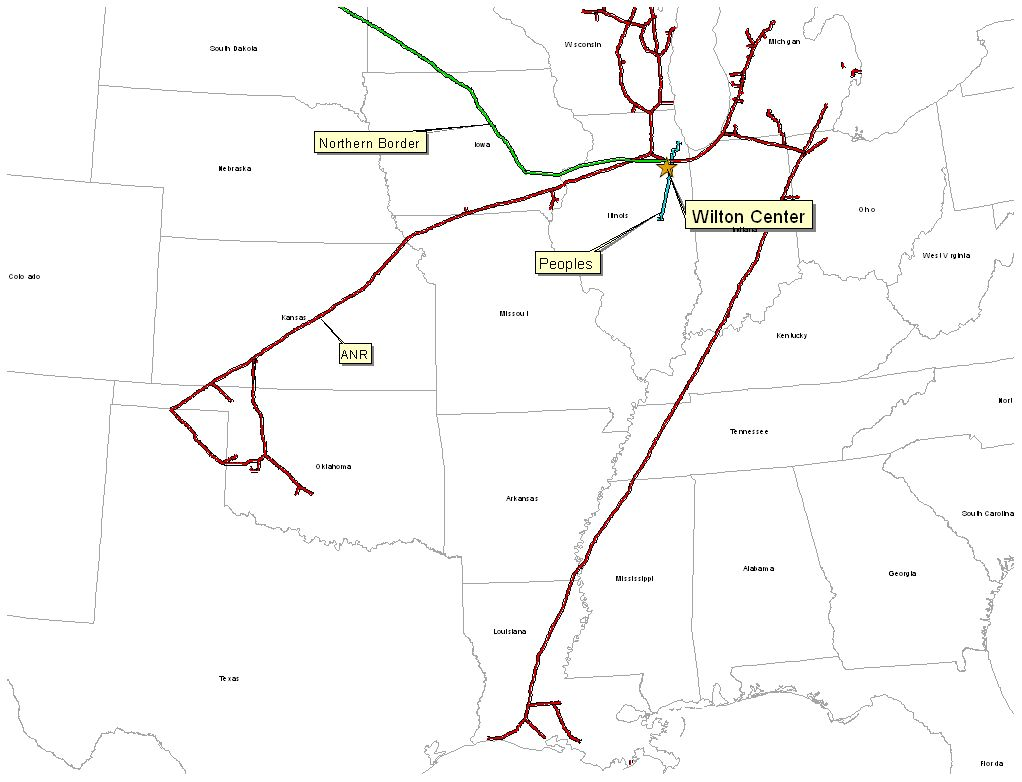 South Dakota
Wisconsin
Michigan
Northern Border
Iowa
Nebraska
Wilton Center
Illinois
Indiana
Ohio
Peoples
West Virginia
Colorado
Kansas
Missouri
Kentucky
ANR
Nort
Tennessee
Oklahoma
Arkansas
South Carolina
Mississippi
Alabama
Georgia
Louisiana
Texas
Florida